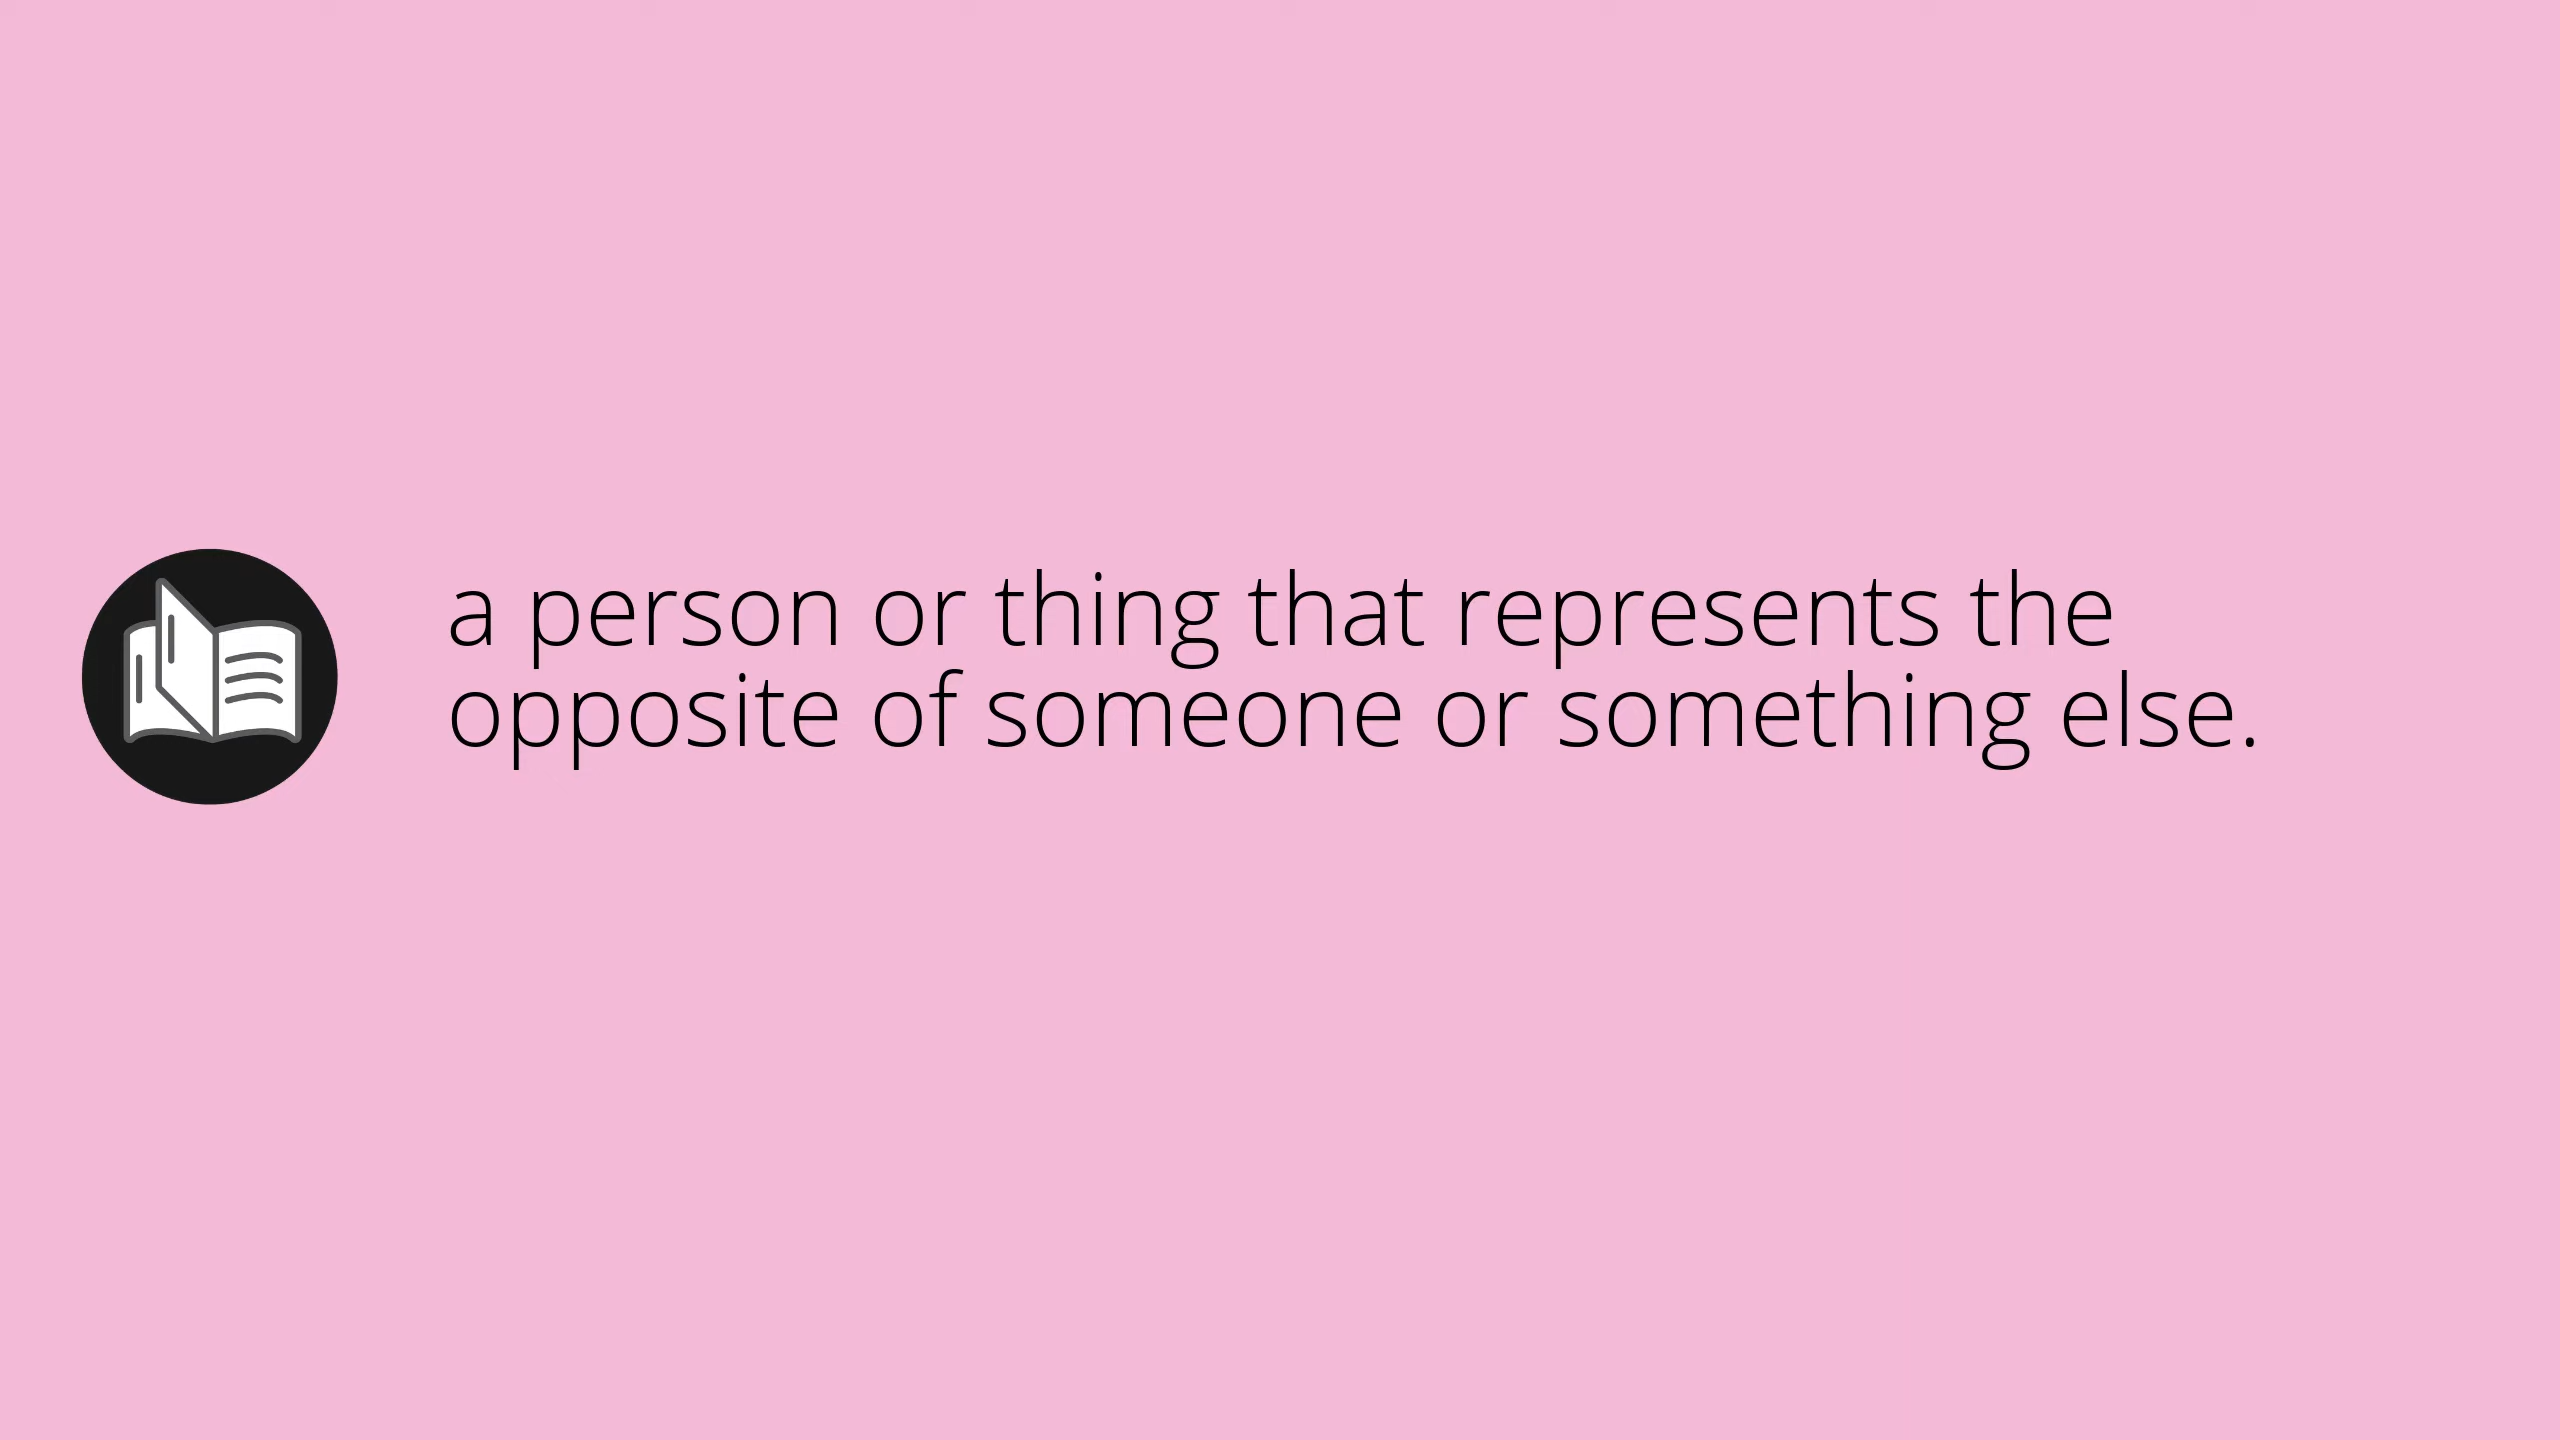 a person or thing that represents the
opposite of someone or something else.